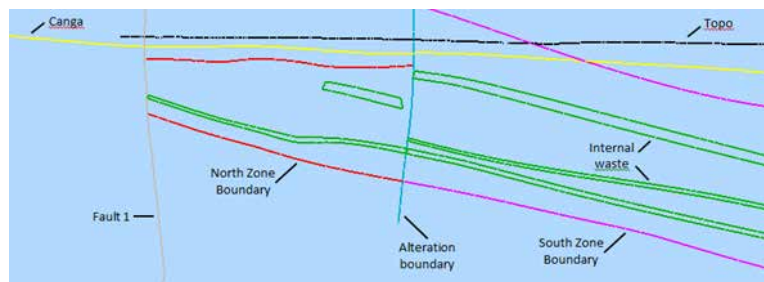 Canga
Topo
Internal
waste
North Zone
Boundary
Fault 1
Alteration
boundary
South Zone
Boundary